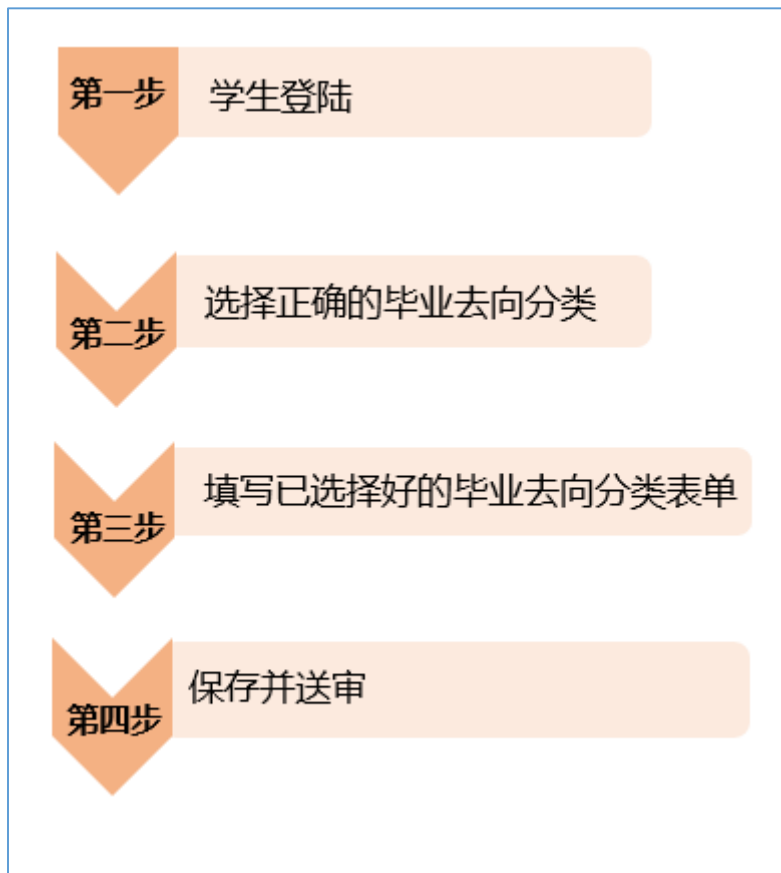 第一步 学生登陆
第二步 选择正确的毕业去向分类
第三步 填写已选择好的毕业去向分类表单
第四步 保存并送审